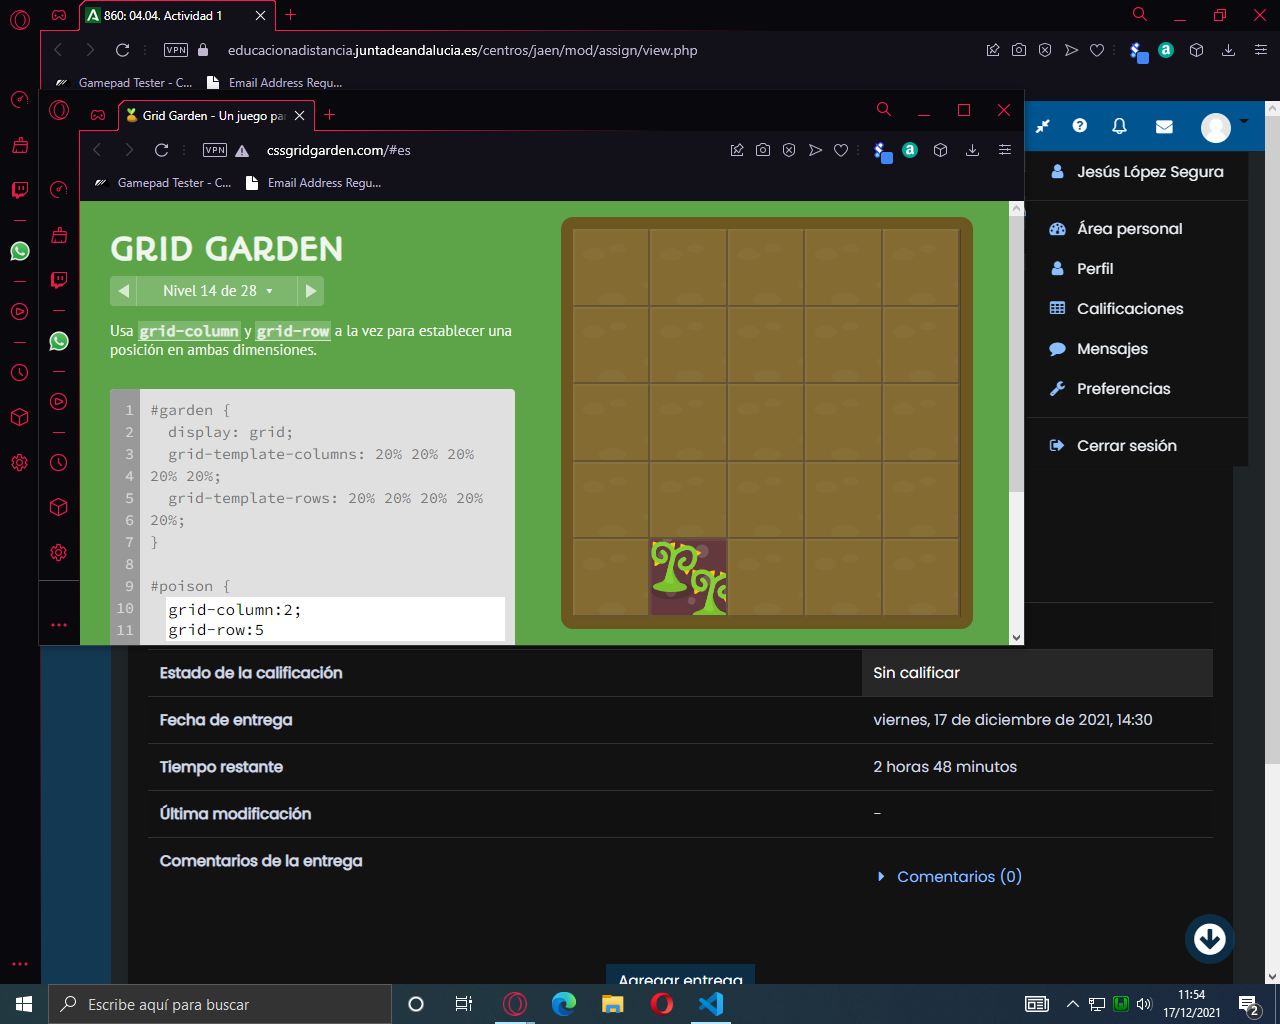 860: 04.04. Actividad 1
VPN
educacionadistancia.juntadeandalucia.es/centros/jaen/mod/assign/view.php
Gamepad Tester - C...
Email Address Requ...
Grid Garden - Un juego par
VPN
cssgridgarden.com/#es
Gamepad Tester - C...
Email Address Regu...
GRID GARDEN
Nivel 14 de 28
Usa grid-column y grid-row a la vez para establecer una
posición en ambas dimensiones.
1 #garden {
2 display: grid;
3 grid-template-columns: 20% 20% 20%
4 20% 20%;
5 grid-template-rows: 20% 20% 20% 20%
6 20%;
7 }
8
9 #poison {
10 grid-column:2;
11 grid-row:5
Jesús López Segura
Área personal
Perfil
Calificaciones
Mensajes
Preferencias
Cerrar sesión
Estado de la calificación
Sin calificar
Fecha de entrega
viernes, 17 de diciembre de 2021, 14:30
Tiempo restante
2 horas 48 minutos
Última modificación
-
Comentarios de la entrega
Comentarios (0)
Agregar entrega
Escribe aquí para buscar
11:54
17/12/2021
2